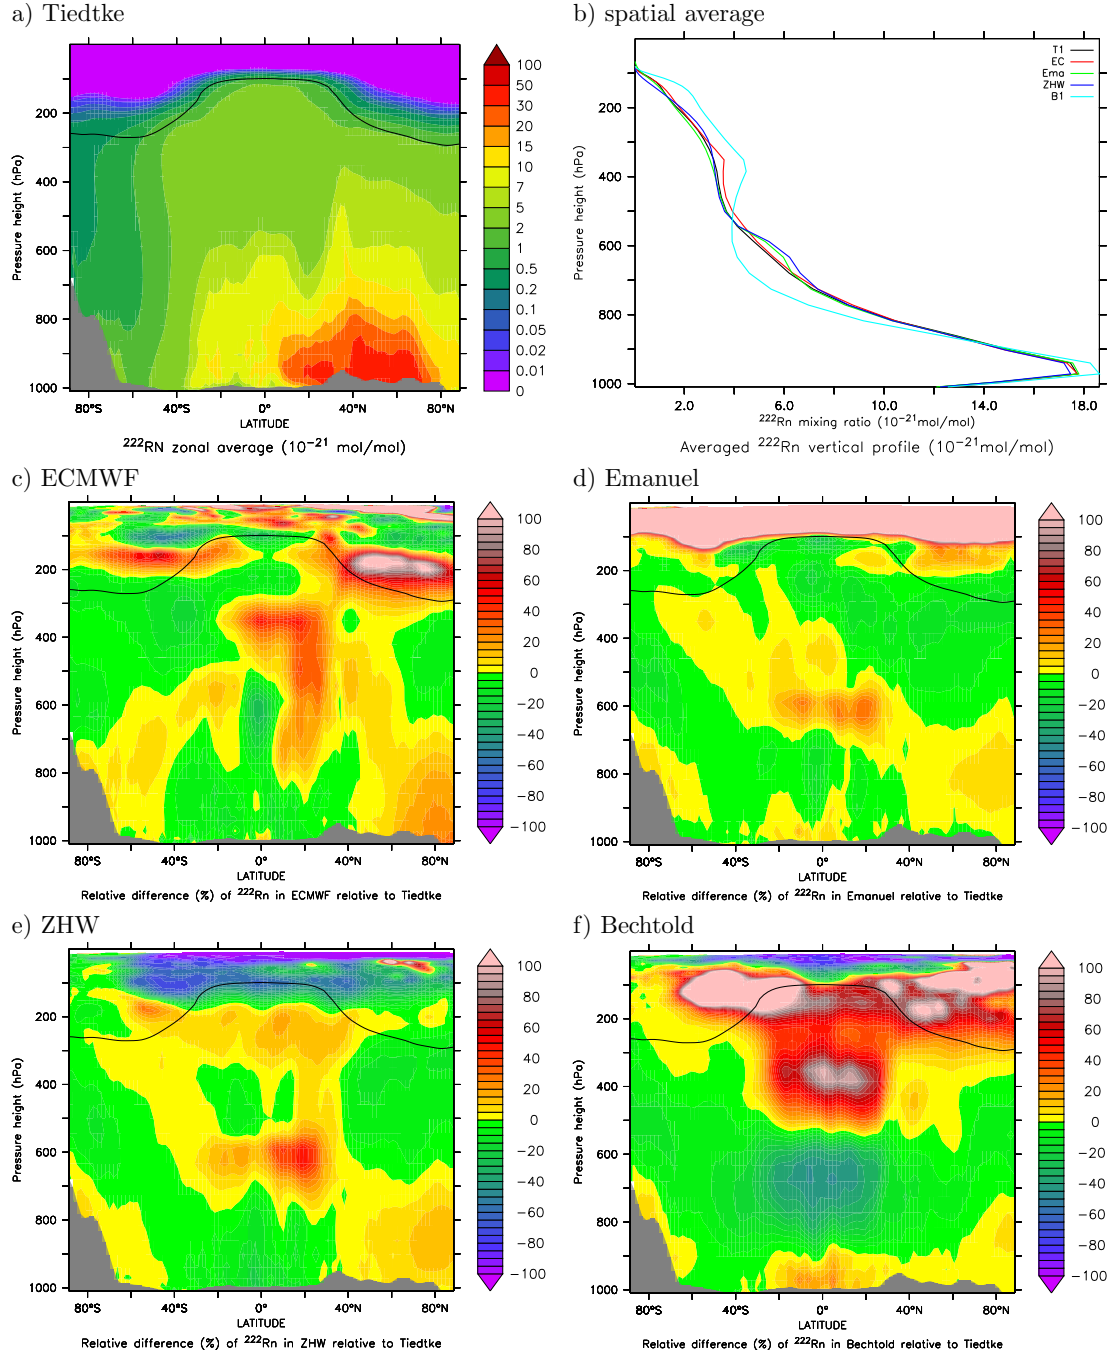 a) Tiedtke
100
50
30
20
15
10
7
5
2
1
0.5
0.2
0.1
0.05
0.02
0.01
0
200
400
600
800
1000
Pressure height (hPa)
80°S 40°S 0° 40°N 80°N
LATITUDE
²²²RN zonal average (10⁻²¹ mol/mol)
b) spatial average
T1
EC
Ema
ZHW
B1
200
400
600
800
1000
Pressure height (hPa)
2.0 6.0 10.0 14.0 18.0
²²²Rn mixing ratio (10⁻²¹mol/mol)
Averaged ²²²Rn vertical profile (10⁻²¹mol/mol)
c) ECMWF
100
80
60
40
20
0
−20
−40
−60
−80
−100
200
400
600
800
1000
Pressure height (hPa)
80°S 40°S 0° 40°N 80°N
LATITUDE
Relative difference (%) of ²²²Rn in ECMWF relative to Tiedtke
d) Emanuel
100
80
60
40
20
0
−20
−40
−60
−80
−100
200
400
600
800
1000
Pressure height (hPa)
80°S 40°S 0° 40°N 80°N
LATITUDE
Relative difference (%) of ²²²Rn in Emanuel relative to Tiedtke
e) ZHW
100
80
60
40
20
0
−20
−40
−60
−80
−100
200
400
600
800
1000
Pressure height (hPa)
80°S 40°S 0° 40°N 80°N
LATITUDE
Relative difference (%) of ²²²Rn in ZHW relative to Tiedtke
f) Bechtold
100
80
60
40
20
0
−20
−40
−60
−80
−100
200
400
600
800
1000
Pressure height (hPa)
80°S 40°S 0° 40°N 80°N
LATITUDE
Relative difference (%) of ²²²Rn in Bechtold relative to Tiedtke